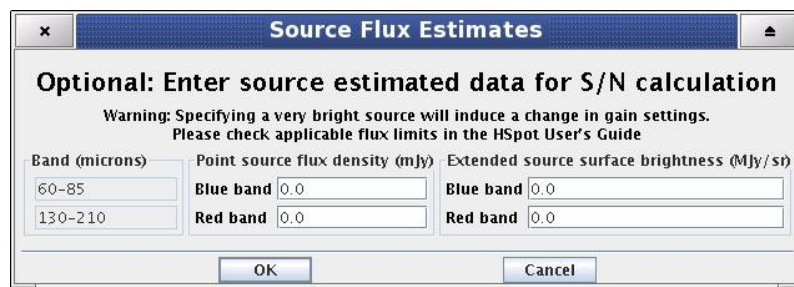 Source Flux Estimates
Optional: Enter source estimated data for S/N calculation
Warning: Specifying a very bright source will induce a change in gain settings.
Please check applicable flux limits in the HSpot User's Guide
Band (microns) Point source flux density (mJy) Extended source surface brightness (MJy/sr)
60-85 Blue band 0.0 Blue band 0.0
130-210 Red band 0.0 Red band 0.0
OK Cancel